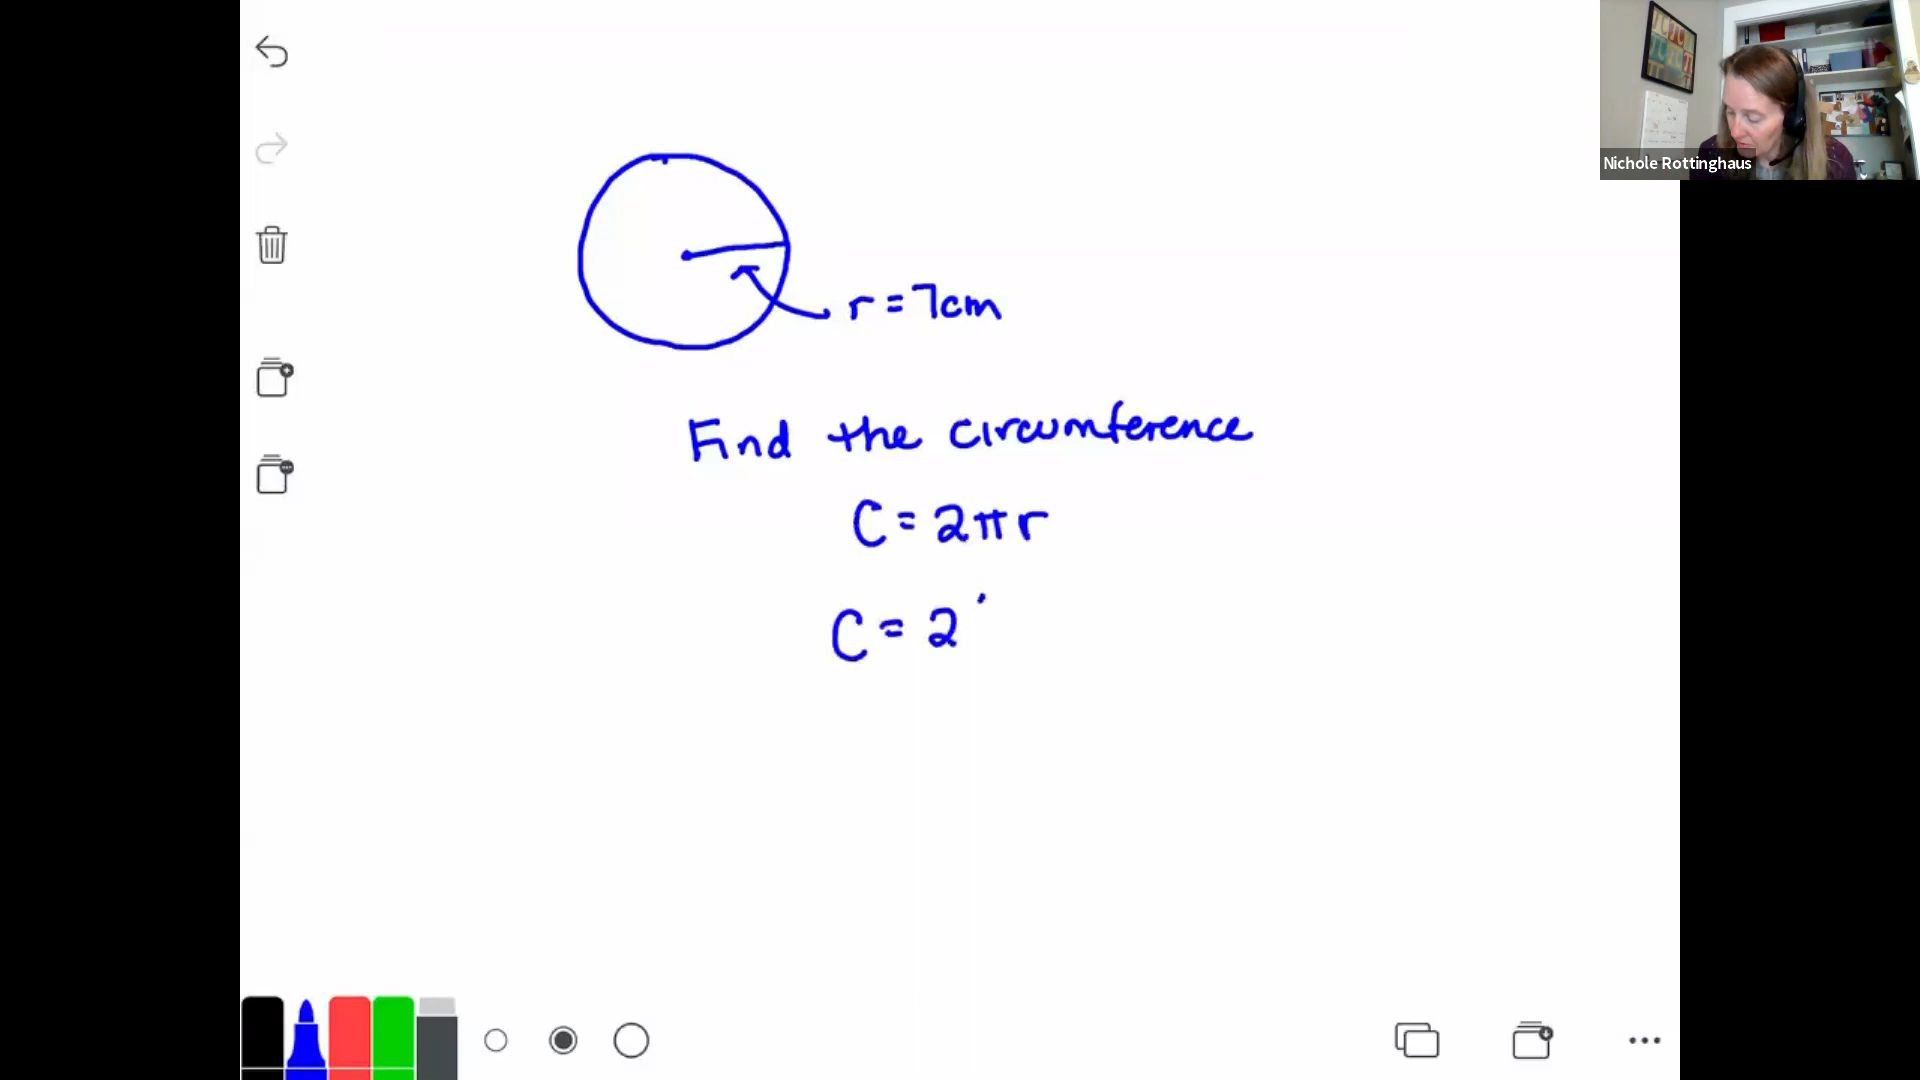 Nichole Rottinghaus
r = 7cm
Find the circumference
C = 2πr
C = 2